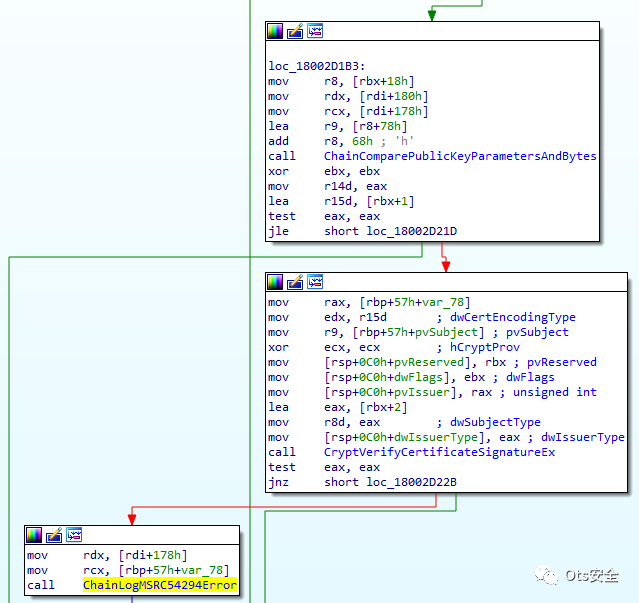 loc_18002D1B3:
mov r8, [rbx+18h]
mov rdx, [rdi+180h]
mov rcx, [rdi+178h]
lea r9, [r8+78h]
add r8, 68h ; 'h'
call ChainComparePublicKeyParametersAndBytes
xor ebx, ebx
mov r14d, eax
lea r15d, [rbx+1]
test eax, eax
jle short loc_18002D21D
mov rax, [rbp+57h+var_78]
mov edx, r15d ; dwCertEncodingType
mov r9, [rbp+57h+pvSubject] ; pvSubject
xor ecx, ecx ; hCryptProv
mov [rsp+0C0h+pvReserved], rbx ; pvReserved
mov [rsp+0C0h+dwFlags], ebx ; dwFlags
mov [rsp+0C0h+pvIssuer], rax ; unsigned int
lea eax, [rbx+2]
mov r8d, eax ; dwSubjectType
mov [rsp+0C0h+dwIssuerType], eax ; dwIssuerType
call CryptVerifyCertificateSignatureEx
test eax, eax
jnz short loc_18002D22B
mov rdx, [rdi+178h]
mov rcx, [rbp+57h+var_78]
call ChainLogMSRC54294Error
Ots安全